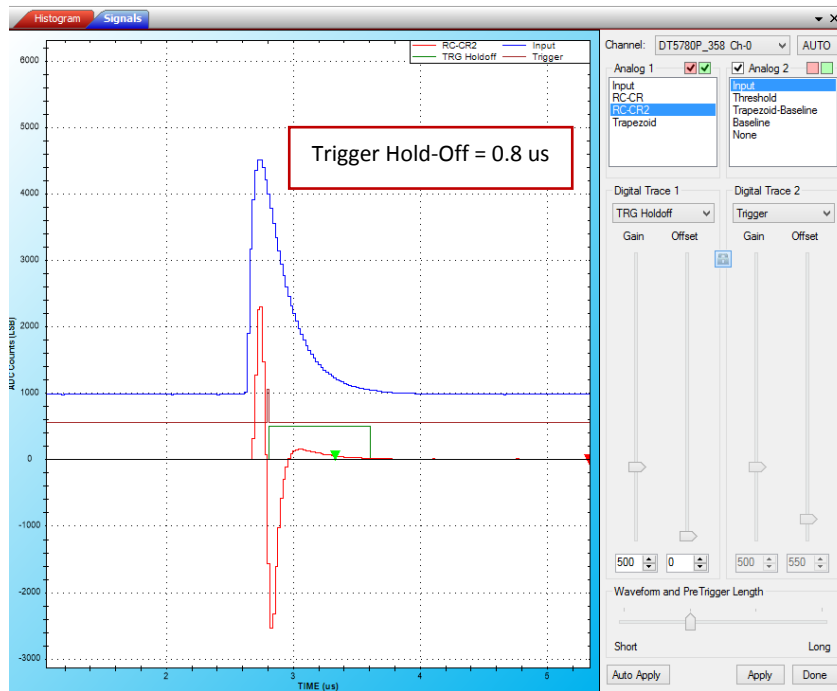 Histogram Signals
RC-CR2 Input
TRG Holdoff Trigger
Trigger Hold-Off = 0.8 us
6000
5000
4000
3000
2000
1000
0
-1000
-2000
-3000
ADC Counts (LSB)
2 3 4 5
TIME (us)
Channel: DT5780P_358 Ch-0 AUTO
Analog 1 Analog 2
Input Input
RC-CR Threshold
RC-CR2 Trapezoid-Baseline
Trapezoid Baseline
None
Digital Trace 1 Digital Trace 2
TRG Holdoff Trigger
Gain Offset Gain Offset
500 0 500 550
Waveform and PreTrigger Length
Short Long
Auto Apply Apply Done